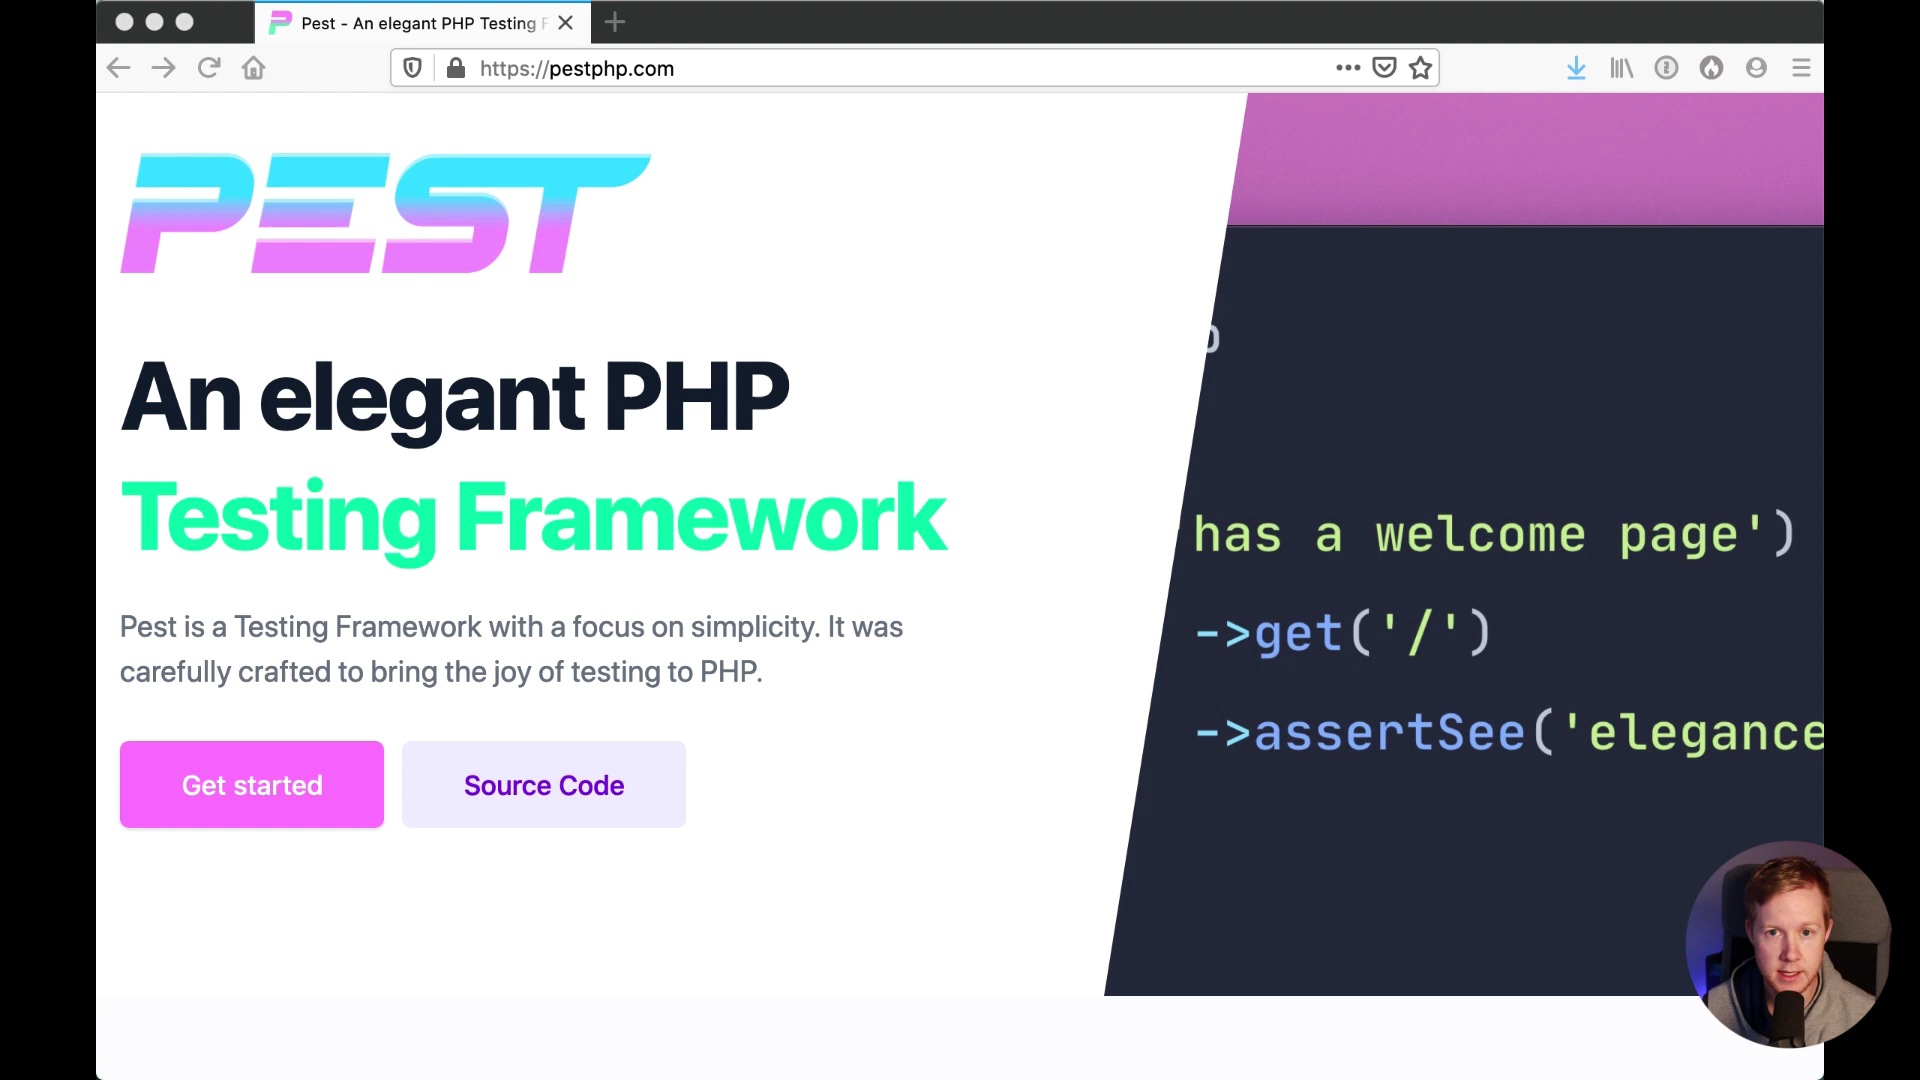 Pest - An elegant PHP Testing F
https://pestphp.com
PEST
An elegant PHP
Testing Framework
Pest is a Testing Framework with a focus on simplicity. It was
carefully crafted to bring the joy of testing to PHP.
Get started
Source Code
has a welcome page')
->get('/')
->assertSee('elegance